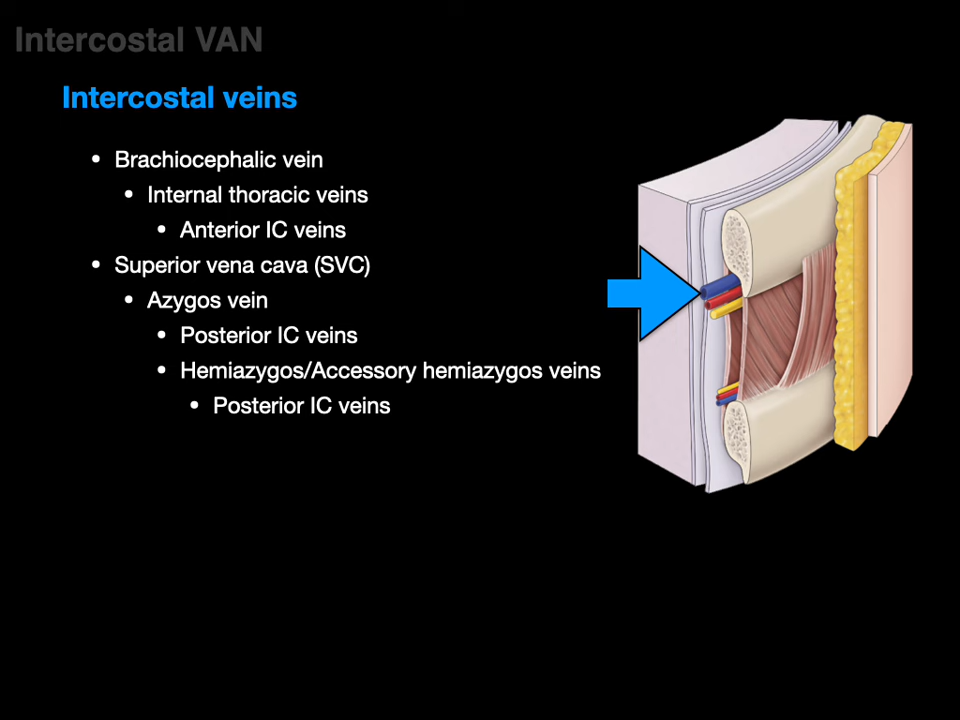 Intercostal VAN
Intercostal veins
• Brachiocephalic vein
• Internal thoracic veins
• Anterior IC veins
• Superior vena cava (SVC)
• Azygos vein
• Posterior IC veins
• Hemiazygos/Accessory hemiazygos veins
• Posterior IC veins